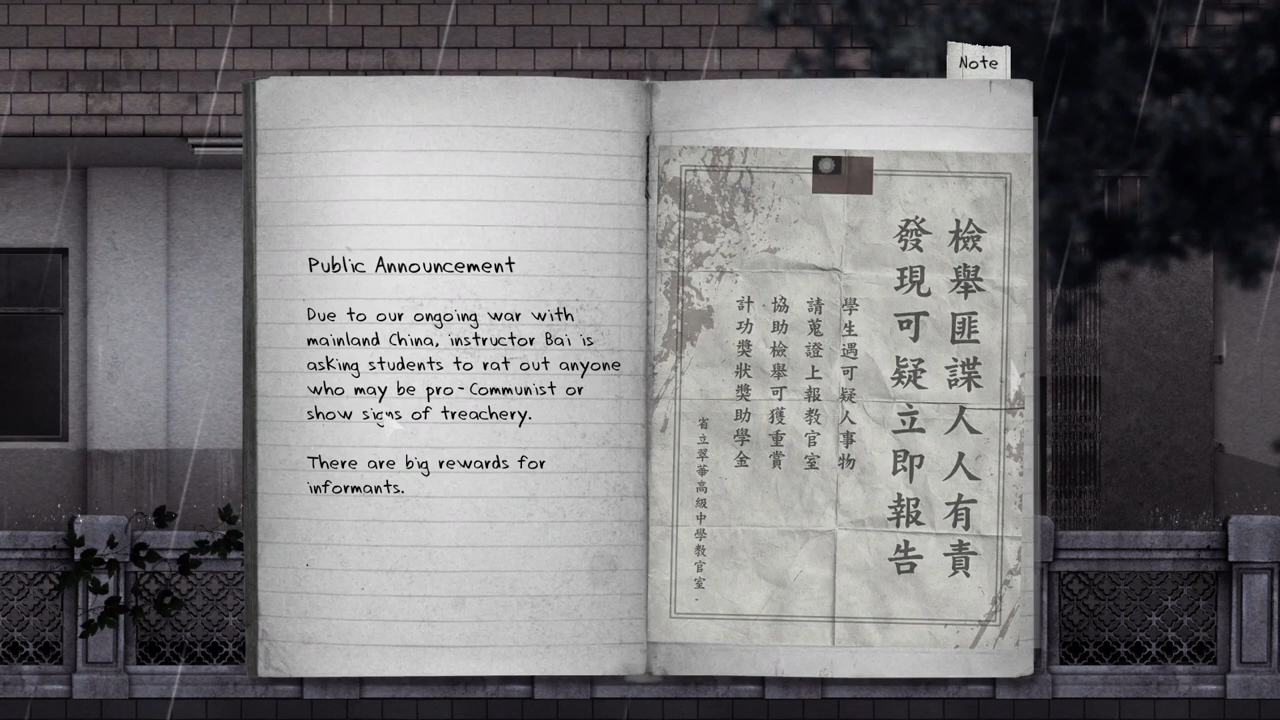 Note
Public Announcement
Due to our ongoing war with
mainland China, instructor Bai is
asking students to rat out anyone
who may be pro-Communist or
show signs of treachery.
There are big rewards for
informants.
檢舉匪諜人人有責
發現可疑立即報告
學生遇可疑人事物
請蒐證上報教官室
協助檢舉可獲重賞
計功獎狀獎助學金
省立翠華高級中學教官室